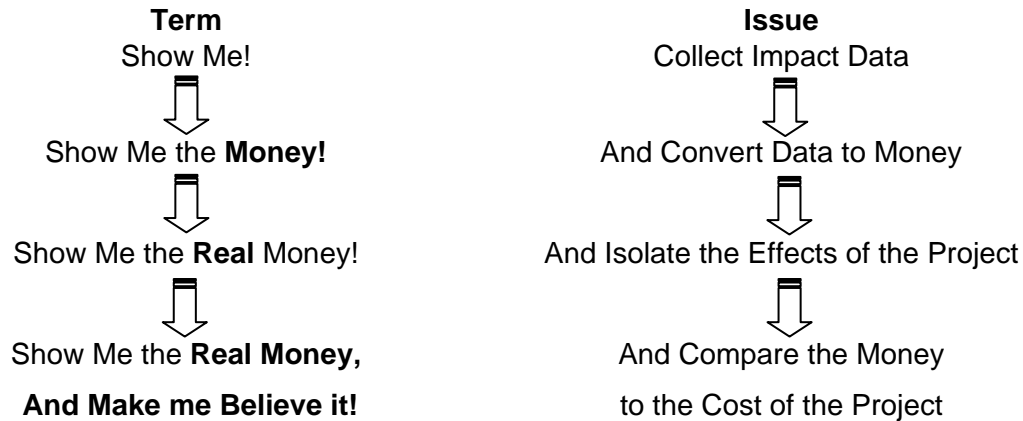 Term
Show Me!
Show Me the Money!
Show Me the Real Money!
Show Me the Real Money,
And Make me Believe it!
Issue
Collect Impact Data
And Convert Data to Money
And Isolate the Effects of the Project
And Compare the Money
to the Cost of the Project